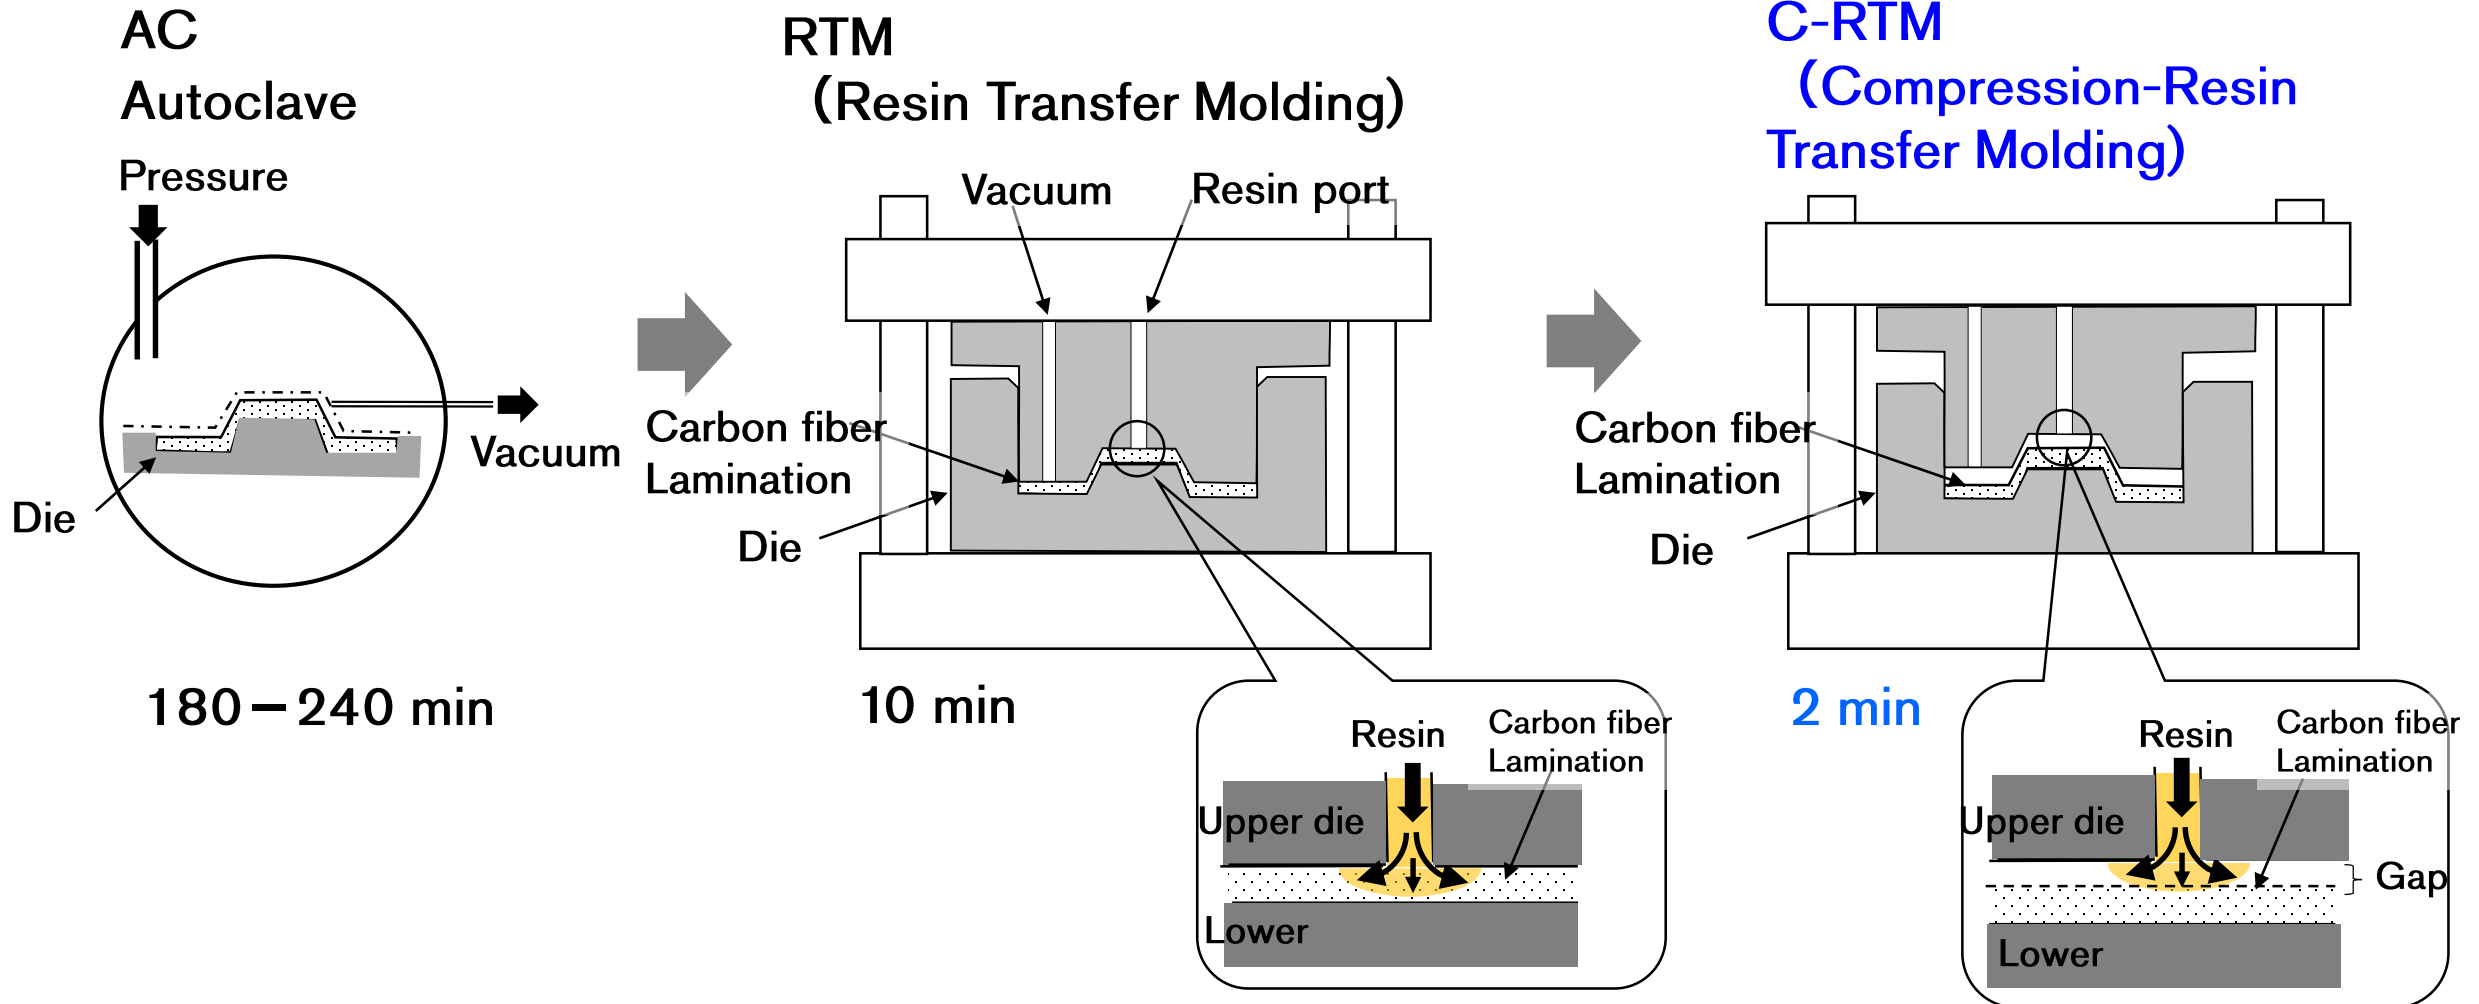 AC
Autoclave
Pressure
Vacuum
Die
180－240 min
RTM
（Resin Transfer Molding）
Vacuum
Resin port
Carbon fiber
Lamination
Die
10 min
Resin
Carbon fiber
Lamination
Upper die
Lower
C-RTM
（Compression-Resin
Transfer Molding）
Carbon fiber
Lamination
Die
2 min
Resin
Carbon fiber
Lamination
Upper die
Gap
Lower